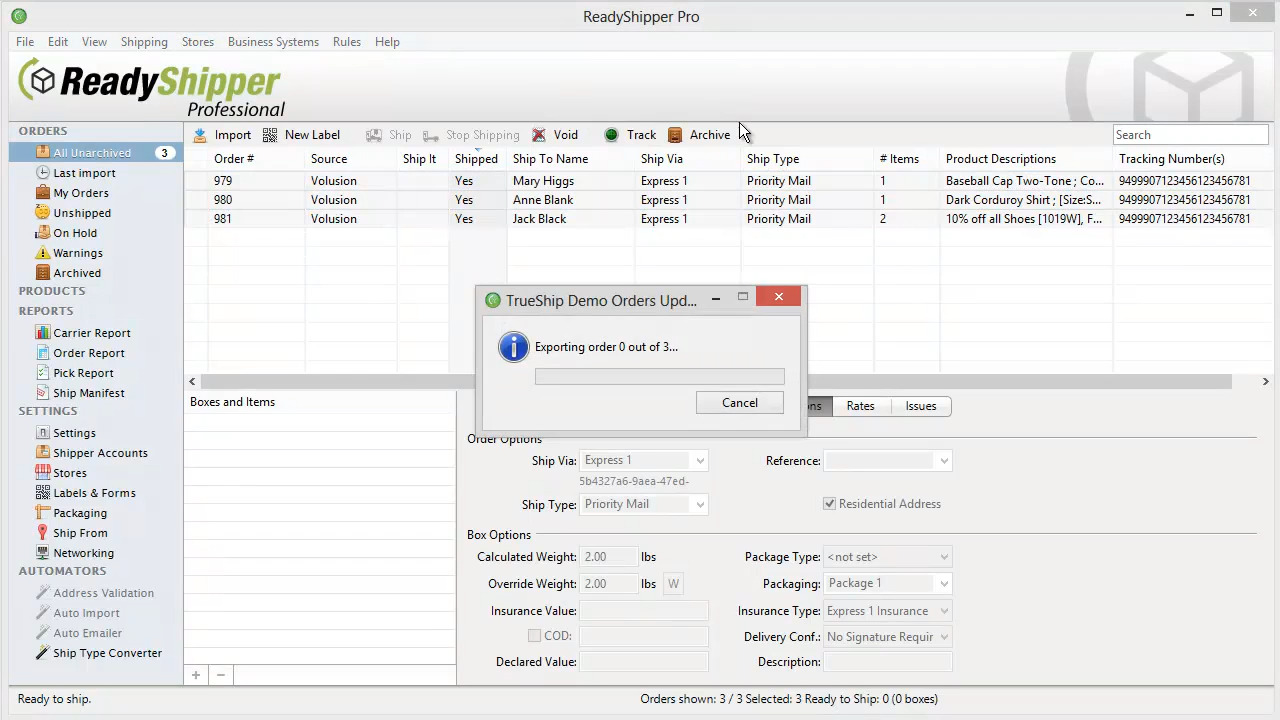 ReadyShipper Pro
File Edit View Shipping Stores Business Systems Rules Help
ReadyShipper
Professional
ORDERS
All Unarchived 3
Last import
My Orders
Unshipped
On Hold
Warnings
Archived
PRODUCTS
REPORTS
Carrier Report
Order Report
Pick Report
Ship Manifest
SETTINGS
Settings
Shipper Accounts
Stores
Labels & Forms
Packaging
Ship From
Networking
AUTOMATORS
Address Validation
Auto Import
Auto Emailer
Ship Type Converter
Import New Label Ship Stop Shipping Void Track Archive Search
Order # Source Ship It Shipped Ship To Name Ship Via Ship Type # Items Product Descriptions Tracking Number(s)
979 Volusion Yes Mary Higgs Express 1 Priority Mail 1 Baseball Cap Two-Tone ; Co... 9499907123456123456781
980 Volusion Yes Anne Blank Express 1 Priority Mail 1 Dark Corduroy Shirt ; [Size:S... 9499907123456123456781
981 Volusion Yes Jack Black Express 1 Priority Mail 2 10% off all Shoes [1019W], F... 9499907123456123456781
TrueShip Demo Orders Upd...
Exporting order 0 out of 3...
Cancel
Boxes and Items
ons Rates Issues
Order Options
Ship Via: Express 1 Reference:
5b4327a6-9aea-47ed-
Ship Type: Priority Mail Residential Address
Box Options
Calculated Weight: 2.00 lbs Package Type: <not set>
Override Weight: 2.00 lbs W Packaging: Package 1
Insurance Value: Insurance Type: Express 1 Insurance
COD: Delivery Conf.: No Signature Requir
Declared Value: Description:
+ −
Ready to ship. Orders shown: 3 / 3 Selected: 3 Ready to Ship: 0 (0 boxes)